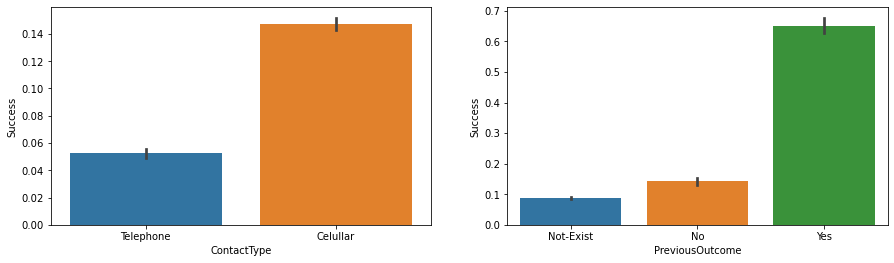 Success
0.14
0.12
0.10
0.08
0.06
0.04
0.02
0.00
Telephone
Celullar
ContactType
Success
0.7
0.6
0.5
0.4
0.3
0.2
0.1
0.0
Not-Exist
No
Yes
PreviousOutcome